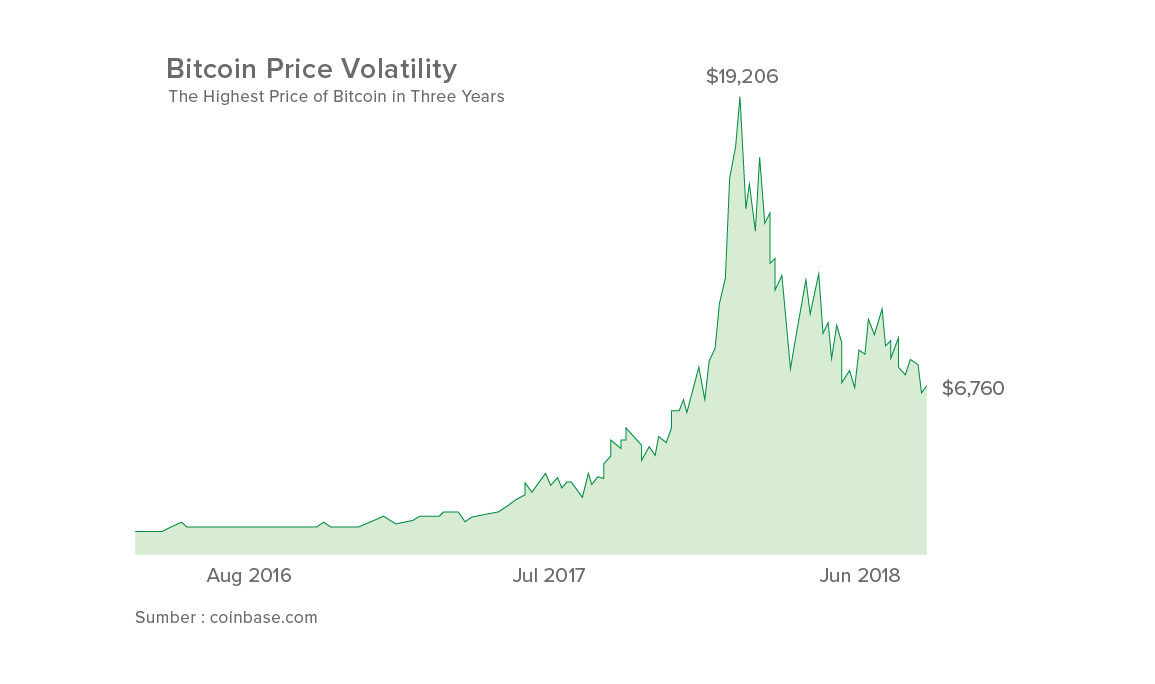 Bitcoin Price Volatility
The Highest Price of Bitcoin in Three Years
$19,206
$6,760
Aug 2016
Jul 2017
Jun 2018
Sumber : coinbase.com